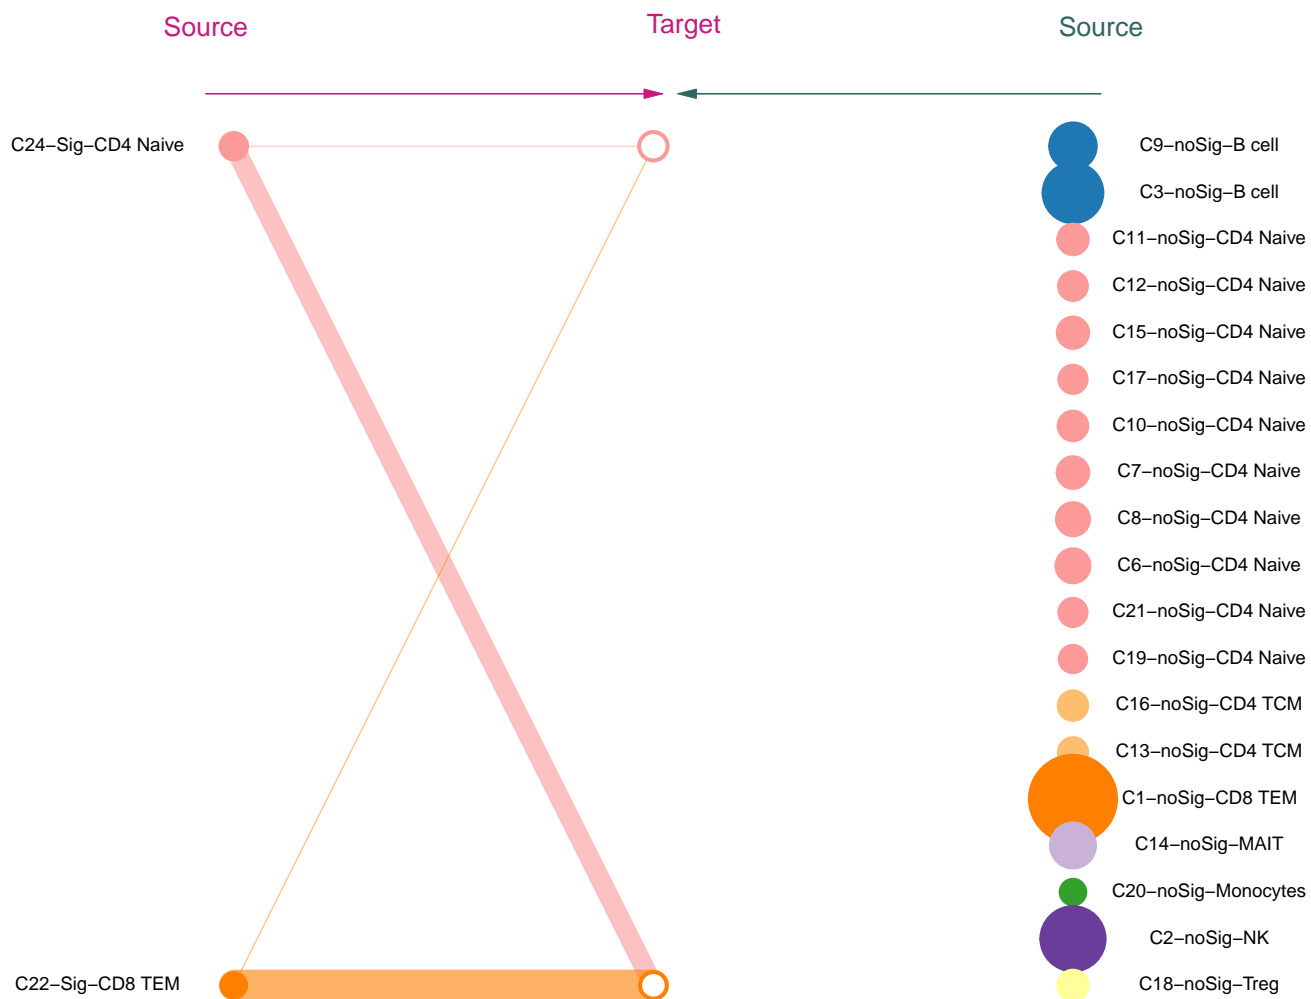 Source
Target
Source
C24−Sig−CD4 Naive
C22−Sig−CD8 TEM
C9−noSig−B cell
C3−noSig−B cell
C11−noSig−CD4 Naive
C12−noSig−CD4 Naive
C15−noSig−CD4 Naive
C17−noSig−CD4 Naive
C10−noSig−CD4 Naive
C7−noSig−CD4 Naive
C8−noSig−CD4 Naive
C6−noSig−CD4 Naive
C21−noSig−CD4 Naive
C19−noSig−CD4 Naive
C16−noSig−CD4 TCM
C13−noSig−CD4 TCM
C1−noSig−CD8 TEM
C14−noSig−MAIT
C20−noSig−Monocytes
C2−noSig−NK
C18−noSig−Treg